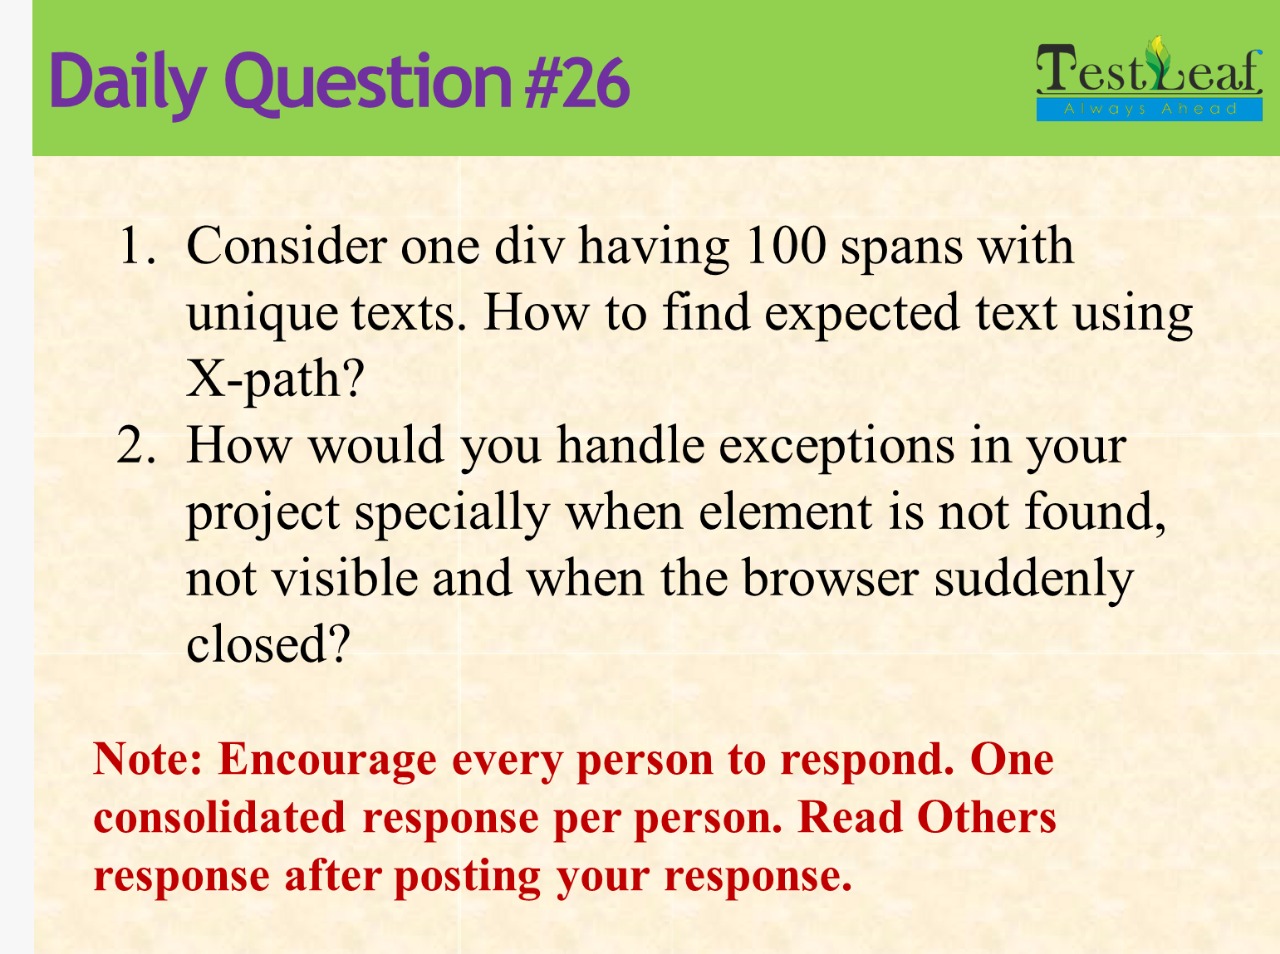 Daily Question #26
TestLeaf
Always Ahead
1. Consider one div having 100 spans with
unique texts. How to find expected text using
X-path?
2. How would you handle exceptions in your
project specially when element is not found,
not visible and when the browser suddenly
closed?
Note: Encourage every person to respond. One
consolidated response per person. Read Others
response after posting your response.